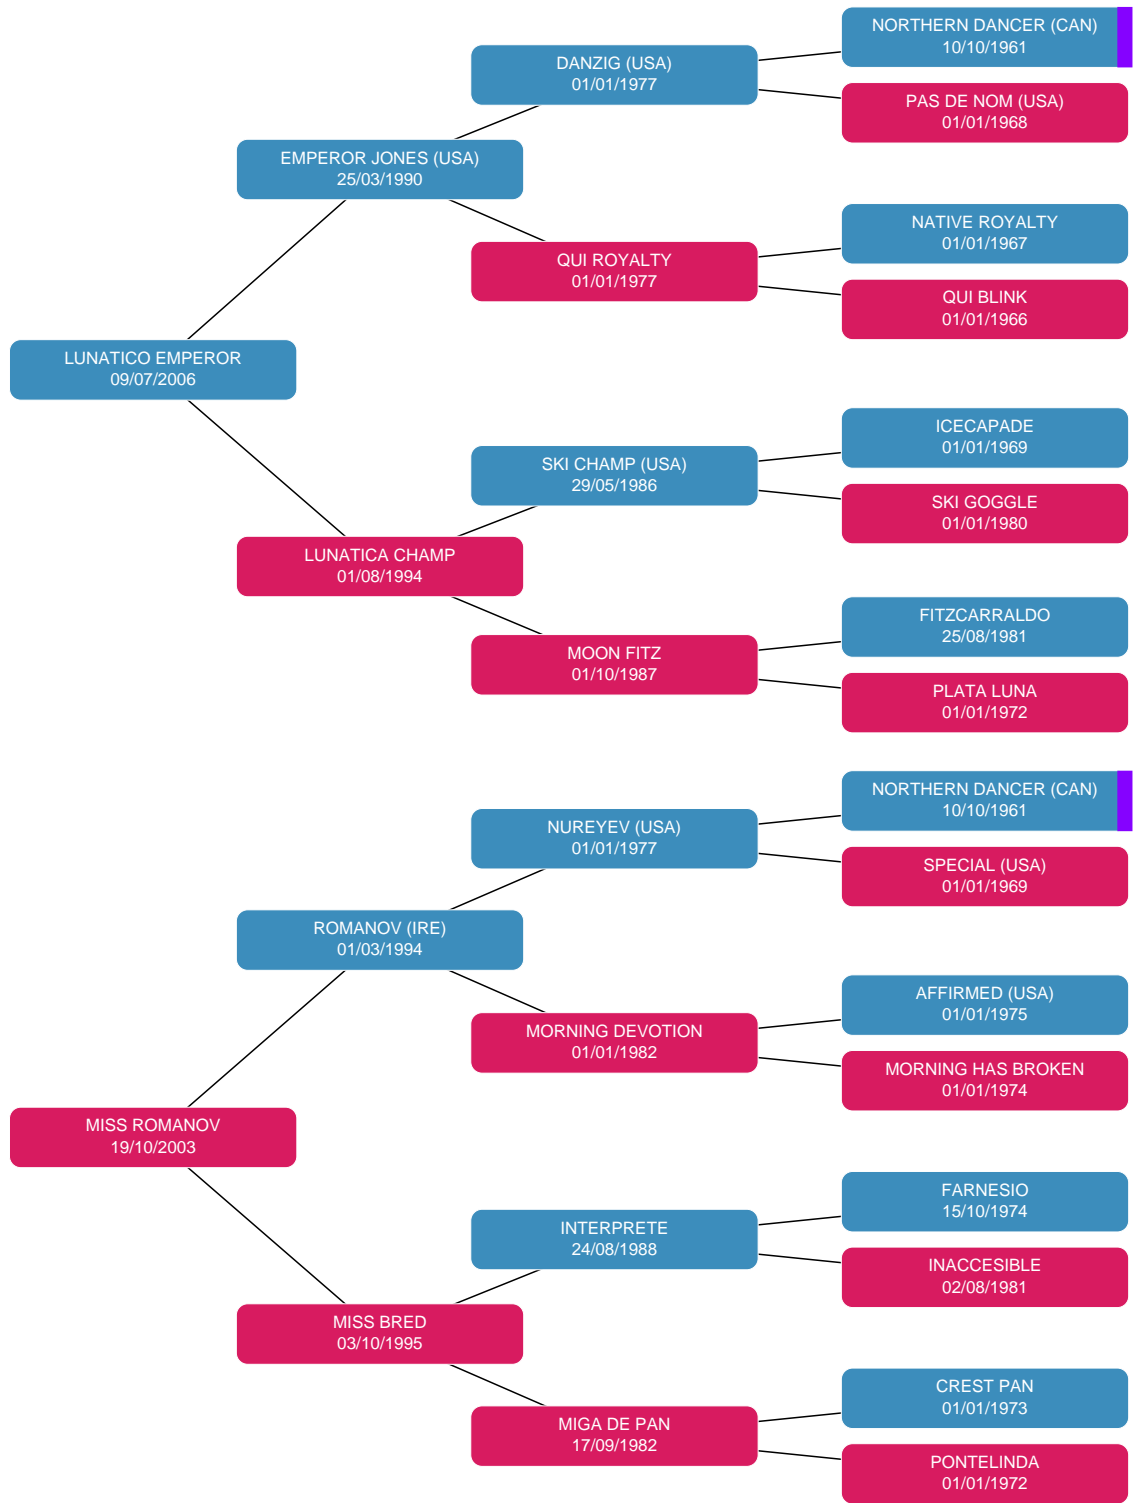 NORTHERN DANCER (CAN)
10/10/1961
DANZIG (USA)
01/01/1977
PAS DE NOM (USA)
01/01/1968
EMPEROR JONES (USA)
25/03/1990
NATIVE ROYALTY
01/01/1967
QUI ROYALTY
01/01/1977
QUI BLINK
01/01/1966
LUNATICO EMPEROR
09/07/2006
ICECAPADE
01/01/1969
SKI CHAMP (USA)
29/05/1986
SKI GOGGLE
01/01/1980
LUNATICA CHAMP
01/08/1994
FITZCARRALDO
25/08/1981
MOON FITZ
01/10/1987
PLATA LUNA
01/01/1972
NORTHERN DANCER (CAN)
10/10/1961
NUREYEV (USA)
01/01/1977
SPECIAL (USA)
01/01/1969
ROMANOV (IRE)
01/03/1994
AFFIRMED (USA)
01/01/1975
MORNING DEVOTION
01/01/1982
MORNING HAS BROKEN
01/01/1974
MISS ROMANOV
19/10/2003
FARNESIO
15/10/1974
INTERPRETE
24/08/1988
INACCESIBLE
02/08/1981
MISS BRED
03/10/1995
CREST PAN
01/01/1973
MIGA DE PAN
17/09/1982
PONTELINDA
01/01/1972